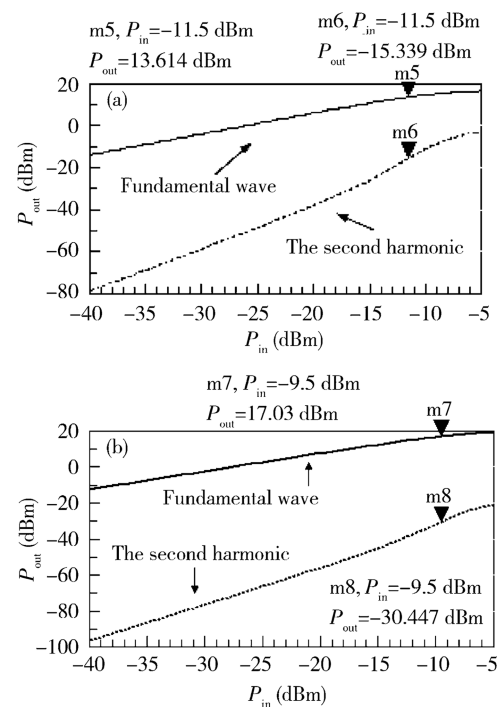 m5, Pin=−11.5 dBm
Pout=13.614 dBm
m6, Pin=−11.5 dBm
Pout=−15.339 dBm
20
0
−20
−40
−60
−80
Pout (dBm)
(a)
m5
m6
Fundamental wave
The second harmonic
−40
−35
−30
−25
−20
−15
−10
−5
Pin (dBm)
m7, Pin=−9.5 dBm
Pout=17.03 dBm
20
0
−20
−40
−60
−80
−100
Pout (dBm)
(b)
m7
Fundamental wave
m8
The second harmonic
m8, Pin=−9.5 dBm
Pout=−30.447 dBm
−40
−35
−30
−25
−20
−15
−10
−5
Pin (dBm)